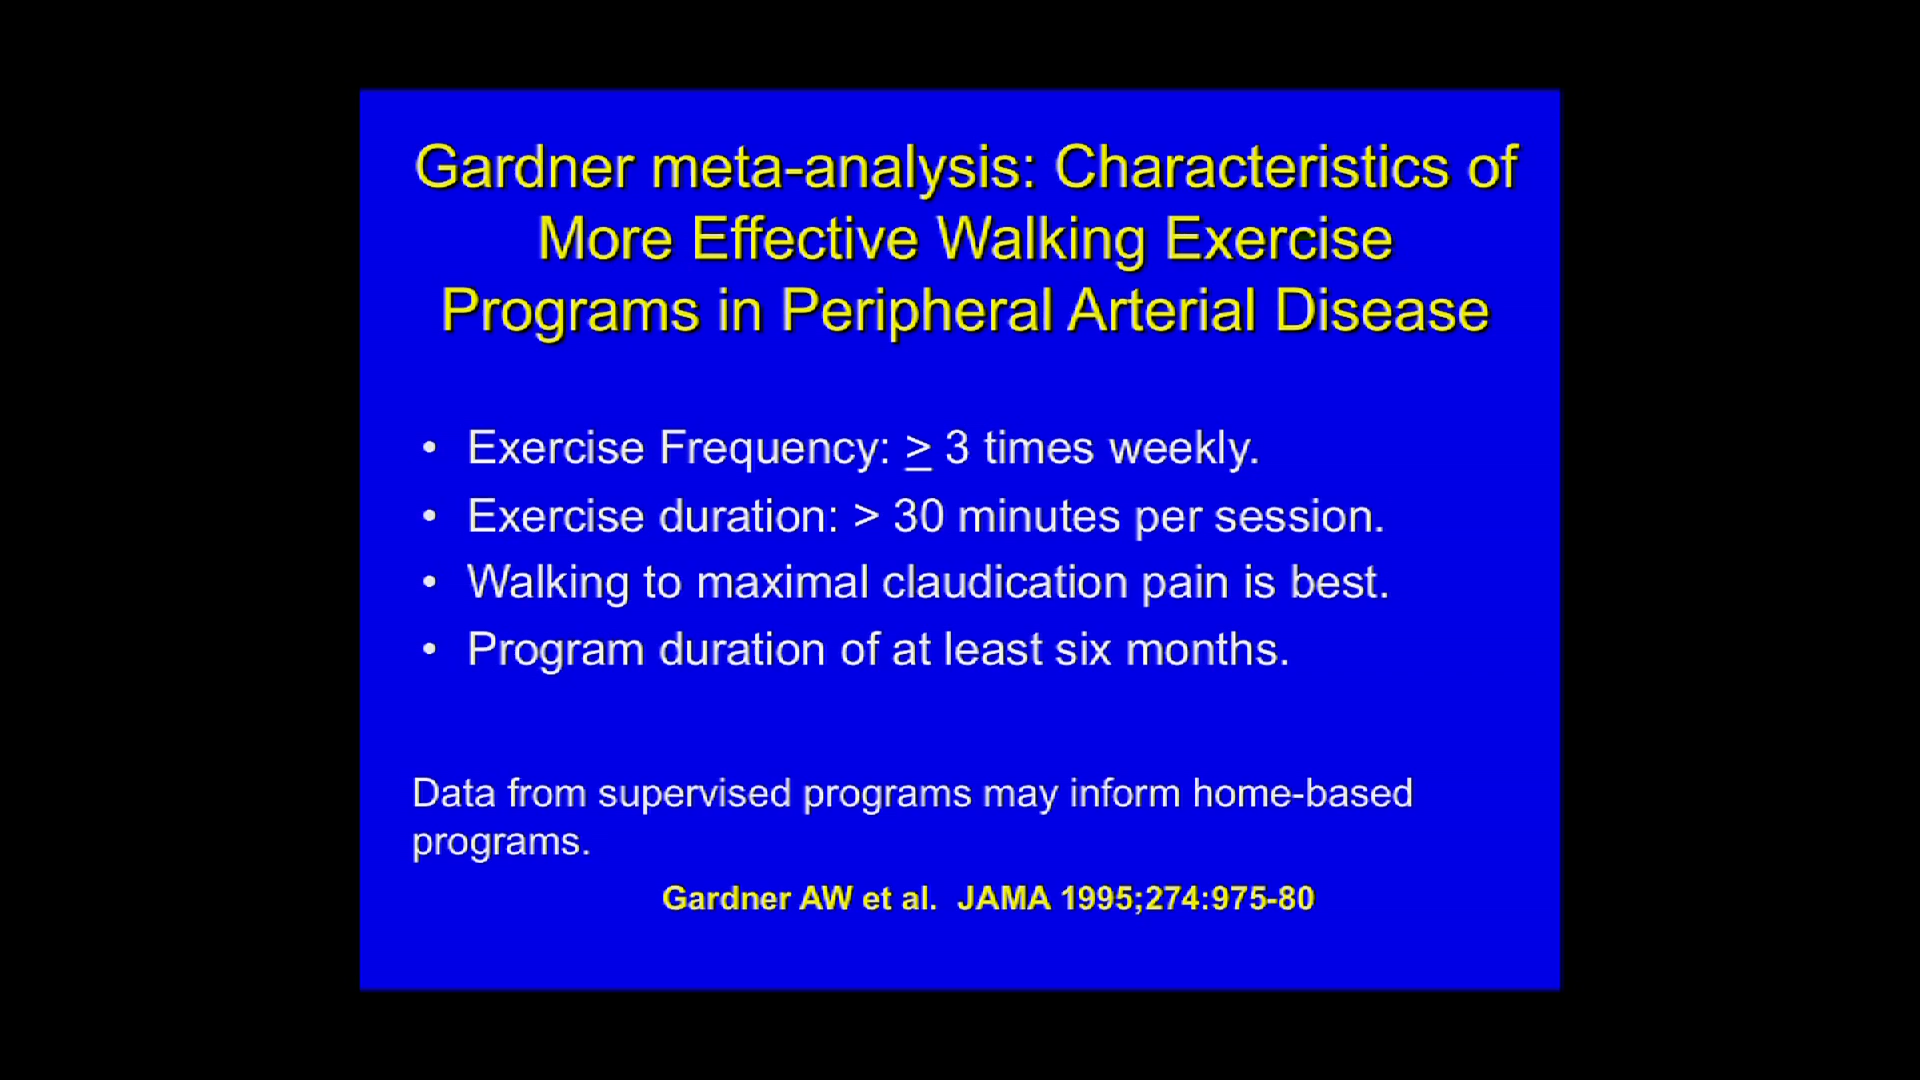 Gardner meta-analysis: Characteristics of
More Effective Walking Exercise
Programs in Peripheral Arterial Disease
• Exercise Frequency: ≥ 3 times weekly.
• Exercise duration: > 30 minutes per session.
• Walking to maximal claudication pain is best.
• Program duration of at least six months.
Data from supervised programs may inform home-based
programs.
Gardner AW et al. JAMA 1995;274:975-80